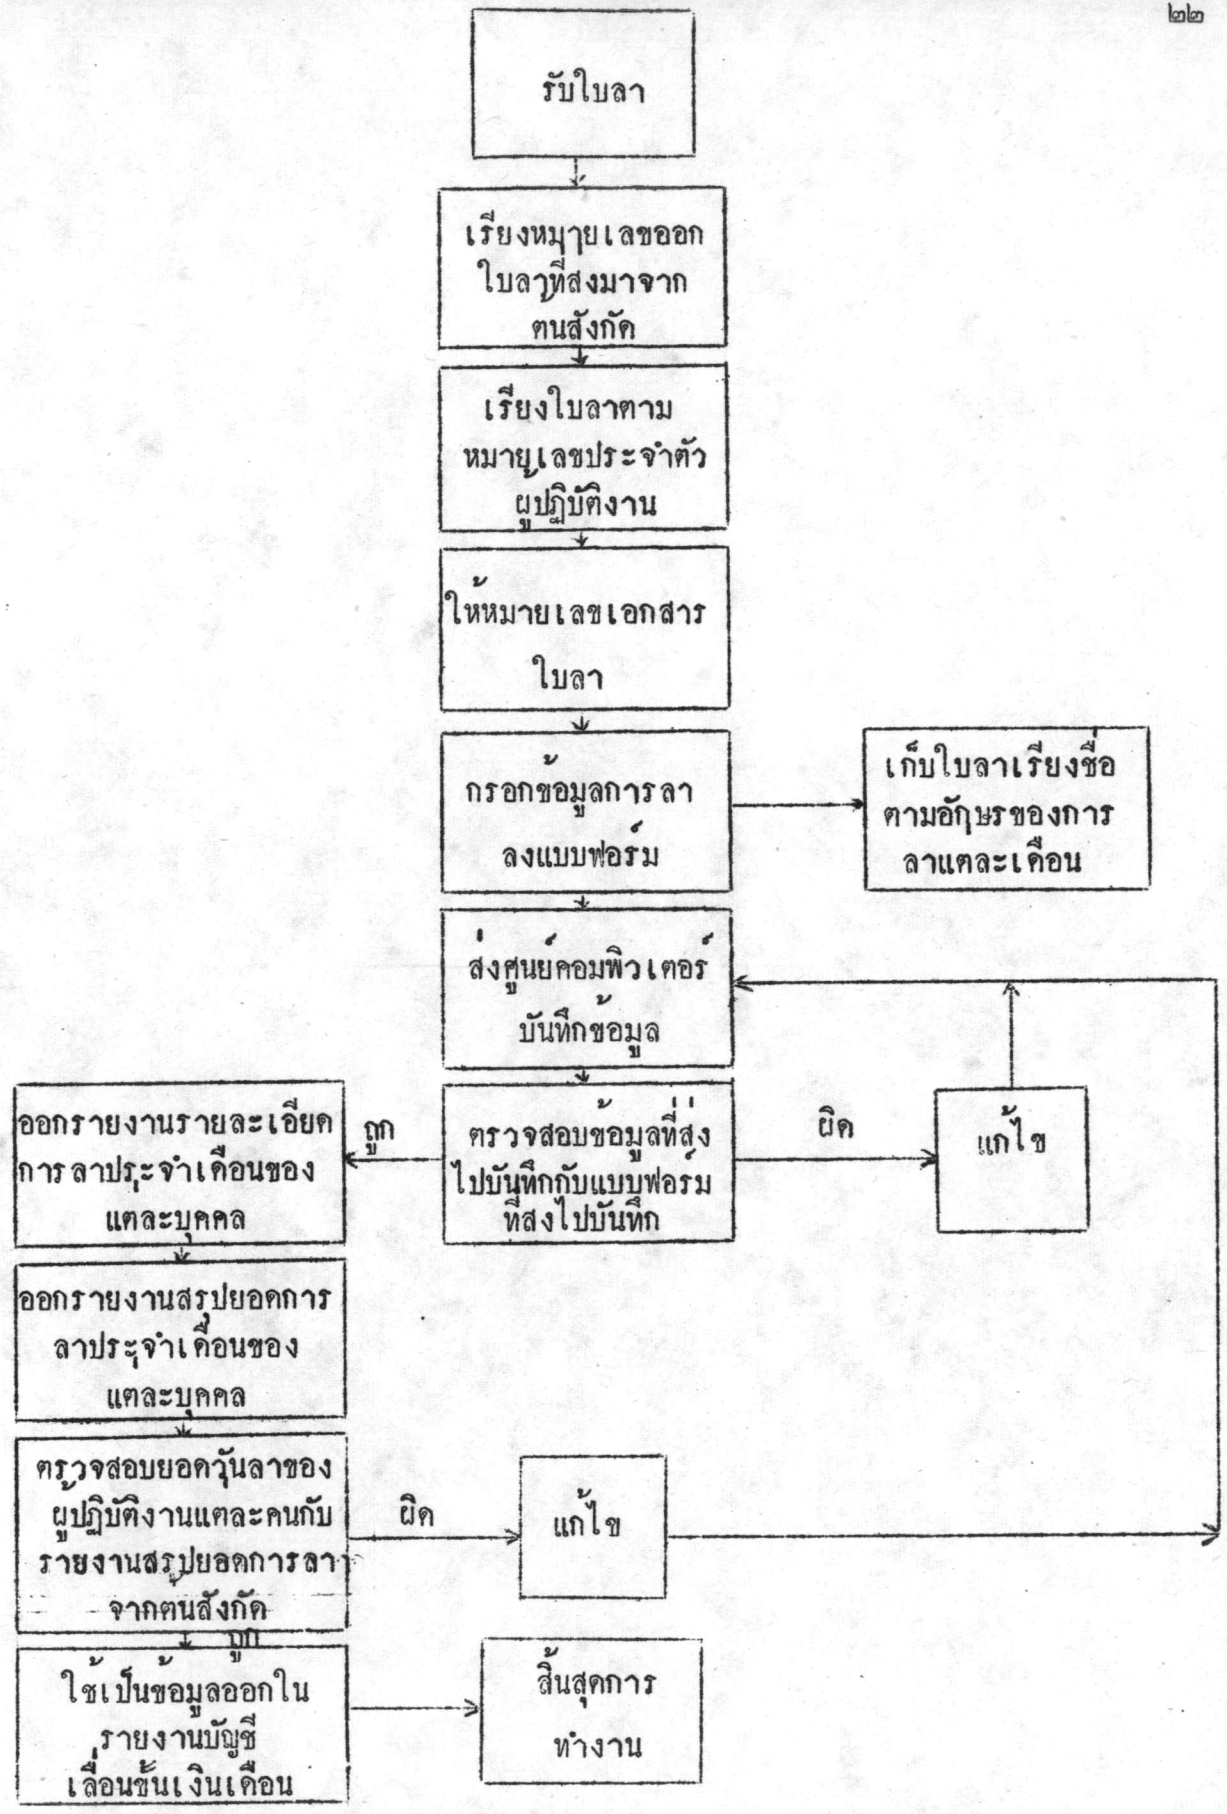 ๒๒
รับใบลา
เรียงหมายเลขออก
ใบลาที่ส่งมาจาก
ต้นสังกัด
เรียงใบลาตาม
หมายเลขประจำตัว
ผู้ปฏิบัติงาน
ให้หมายเลขเอกสาร
ใบลา
กรอกข้อมูลการลา
ลงแบบฟอร์ม
เก็บใบลาเรียงชื่อ
ตามอักษรของการ
ลาแต่ละเดือน
ส่งศูนย์คอมพิวเตอร์
บันทึกข้อมูล
ออกรายงานรายละเอียด
การลาประจำเดือนของ
แต่ละบุคคล
ถูก
ตรวจสอบข้อมูลที่ส่ง
ไปบันทึกกับแบบฟอร์ม
ที่ส่งไปบันทึก
ผิด
แก้ไข
ออกรายงานสรุปยอดการ
ลาประจำเดือนของ
แต่ละบุคคล
ตรวจสอบยอดวันลาของ
ผู้ปฏิบัติงานแต่ละคนกับ
รายงานสรุปยอดการลา
จากต้นสังกัด
ผิด
แก้ไข
ถูก
ใช้เป็นข้อมูลออกใน
รายงานบัญชี
เลื่อนขั้นเงินเดือน
สิ้นสุดการ
ทำงาน